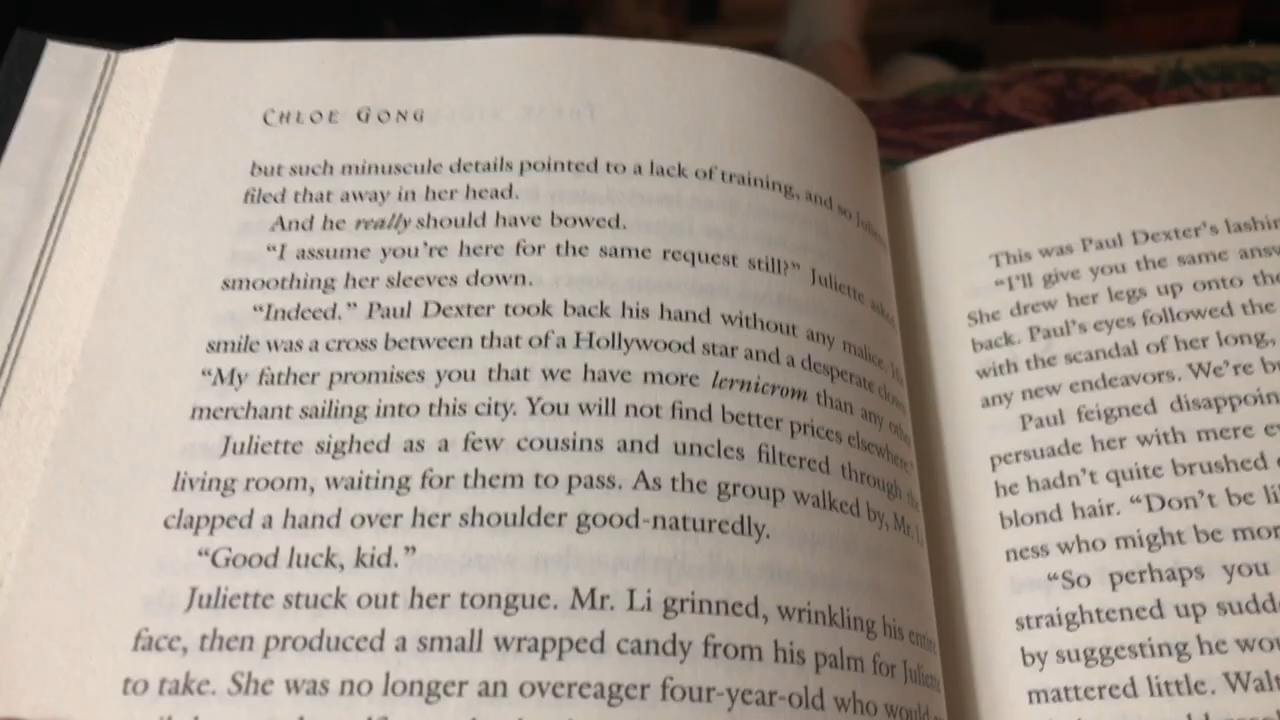 CHLOE GONG
but such minuscule details pointed to a lack of training, and so Juliette
filed that away in her head.
And he really should have bowed.
“I assume you’re here for the same request still?” Juliette asked,
smoothing her sleeves down.
“Indeed.” Paul Dexter took back his hand without any malice. His
smile was a cross between that of a Hollywood star and a desperate clown.
“My father promises you that we have more lernicrom than any other
merchant sailing into this city. You will not find better prices elsewhere.”
Juliette sighed as a few cousins and uncles filtered through the
living room, waiting for them to pass. As the group walked by, Mr. Li
clapped a hand over her shoulder good-naturedly.
“Good luck, kid.”
Juliette stuck out her tongue. Mr. Li grinned, wrinkling his entire
face, then produced a small wrapped candy from his palm for Juliette
to take. She was no longer an overeager four-year-old who would
This was Paul Dexter’s
“I’ll give you the same
She drew her legs up onto
back. Paul’s eyes followed the
with the scandal of her long,
any new endeavors. We’re
Paul feigned
persuade her with mere
he hadn’t quite brushed
blond hair. “Don’t be
ness who might be
“So perhaps you
straightened up
by suggesting he
mattered little.